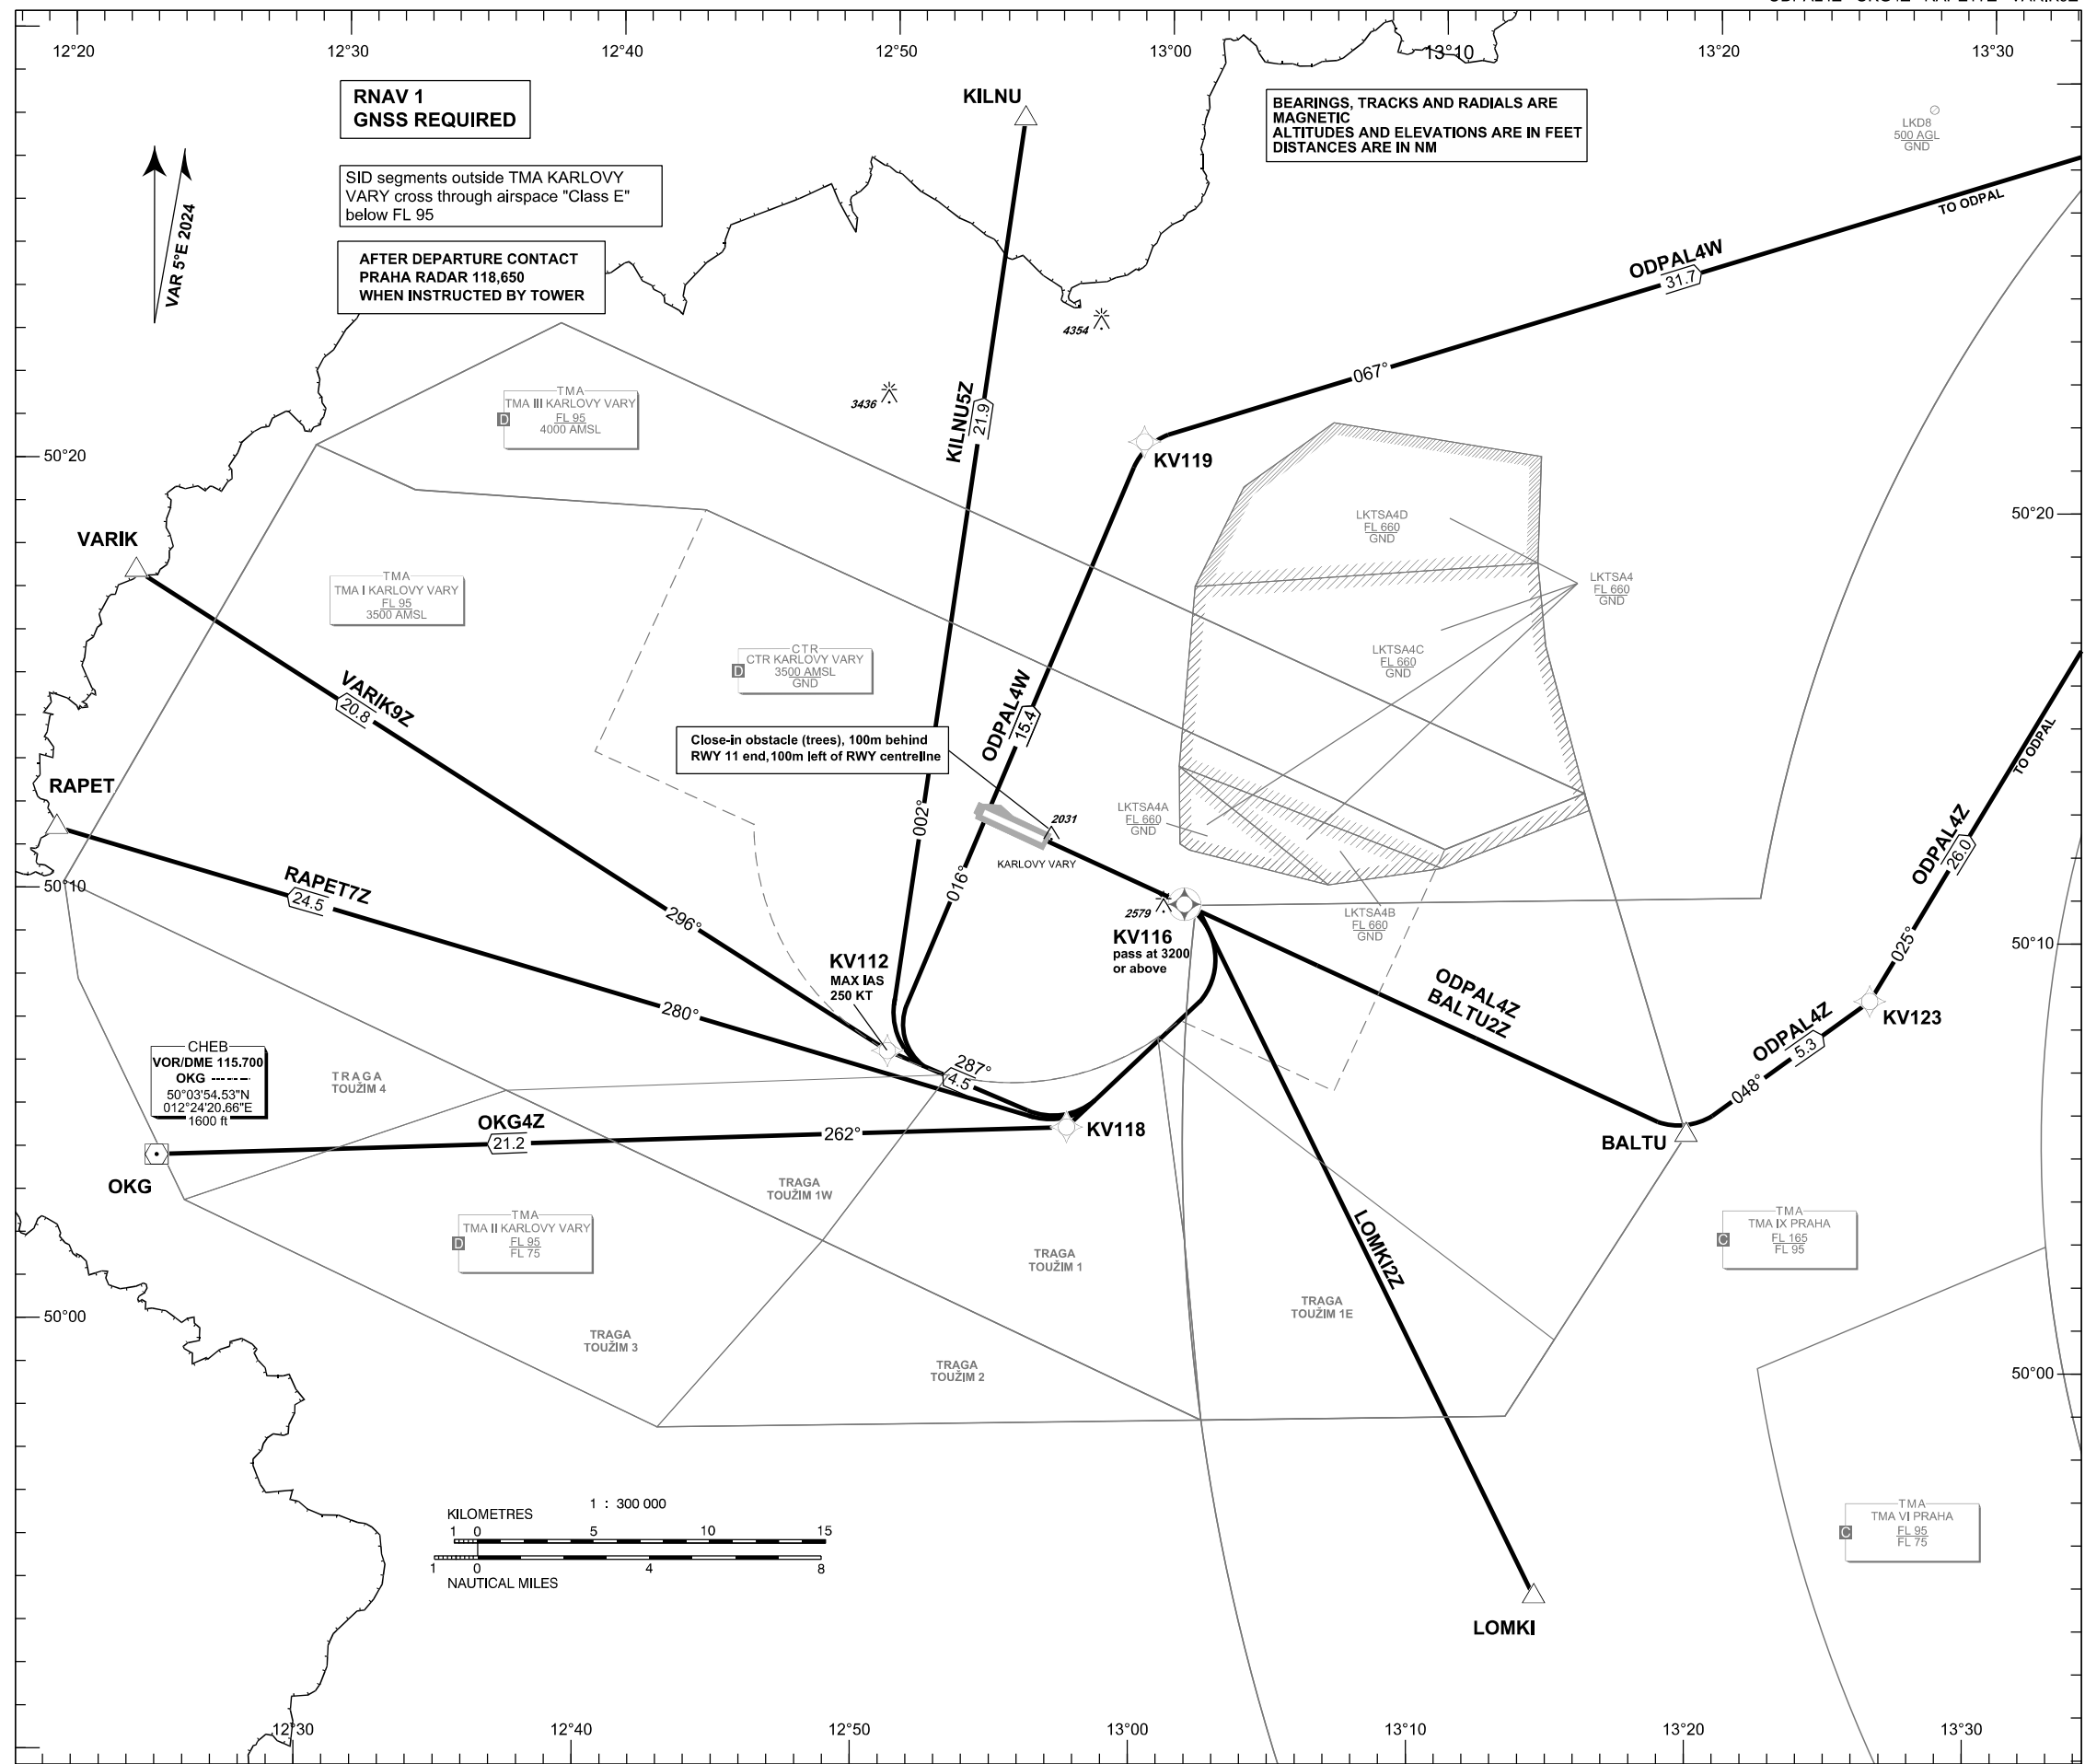 12°20
12°30
12°40
12°50
13°00
13°10
13°20
13°30
RNAV 1
GNSS REQUIRED
KILNU
BEARINGS, TRACKS AND RADIALS ARE
MAGNETIC
ALTITUDES AND ELEVATIONS ARE IN FEET
DISTANCES ARE IN NM
LKD8
500 AGL
GND
SID segments outside TMA KARLOVY
VARY cross through airspace "Class E"
below FL 95
VAR 5°E 2024
AFTER DEPARTURE CONTACT
PRAHA RADAR 118,650
WHEN INSTRUCTED BY TOWER
TO ODPAL
ODPAL4W
31.7
4354
067°
3436
TMA
TMA III KARLOVY VARY
FL 95
4000 AMSL
D
KILNU5Z
21.9
50°20
KV119
LKTSA4D
FL 660
GND
50°20
VARIK
TMA
TMA I KARLOVY VARY
FL 95
3500 AMSL
LKTSA4
FL 660
GND
CTR
CTR KARLOVY VARY
3500 AMSL
GND
D
LKTSA4C
FL 660
GND
VARIK9Z
20.8
ODPAL4W
15.4
Close-in obstacle (trees), 100m behind
RWY 11 end,100m left of RWY centreline
TO ODPAL
RAPET
002°
2031
KARLOVY VARY
LKTSA4A
FL 660
GND
ODPAL4Z
26.0
50°10
RAPET7Z
24.5
016°
296°
2579
KV116
pass at 3200
or above
LKTSA4B
FL 660
GND
025°
50°10
KV112
MAX IAS
250 KT
280°
ODPAL4Z
BALTU2Z
KV123
ODPAL4Z
5.3
048°
CHEB
VOR/DME 115.700
OKG
50°03'54.53"N
012°24'20.66"E
1600 ft
TRAGA
TOUŽIM 4
287°
4.5
OKG4Z
21.2
262°
KV118
BALTU
OKG
TRAGA
TOUŽIM 1W
TMA
TMA II KARLOVY VARY
FL 95
FL 75
D
TRAGA
TOUŽIM 1
LOMKI2Z
TMA
TMA IX PRAHA
FL 165
FL 95
C
50°00
TRAGA
TOUŽIM 1E
TRAGA
TOUŽIM 3
TRAGA
TOUŽIM 2
50°00
1 : 300 000
KILOMETRES
1 0 5 10 15
1 0 4 8
NAUTICAL MILES
TMA
TMA VI PRAHA
FL 95
FL 75
C
LOMKI
12°30
12°40
12°50
13°00
13°10
13°20
13°30